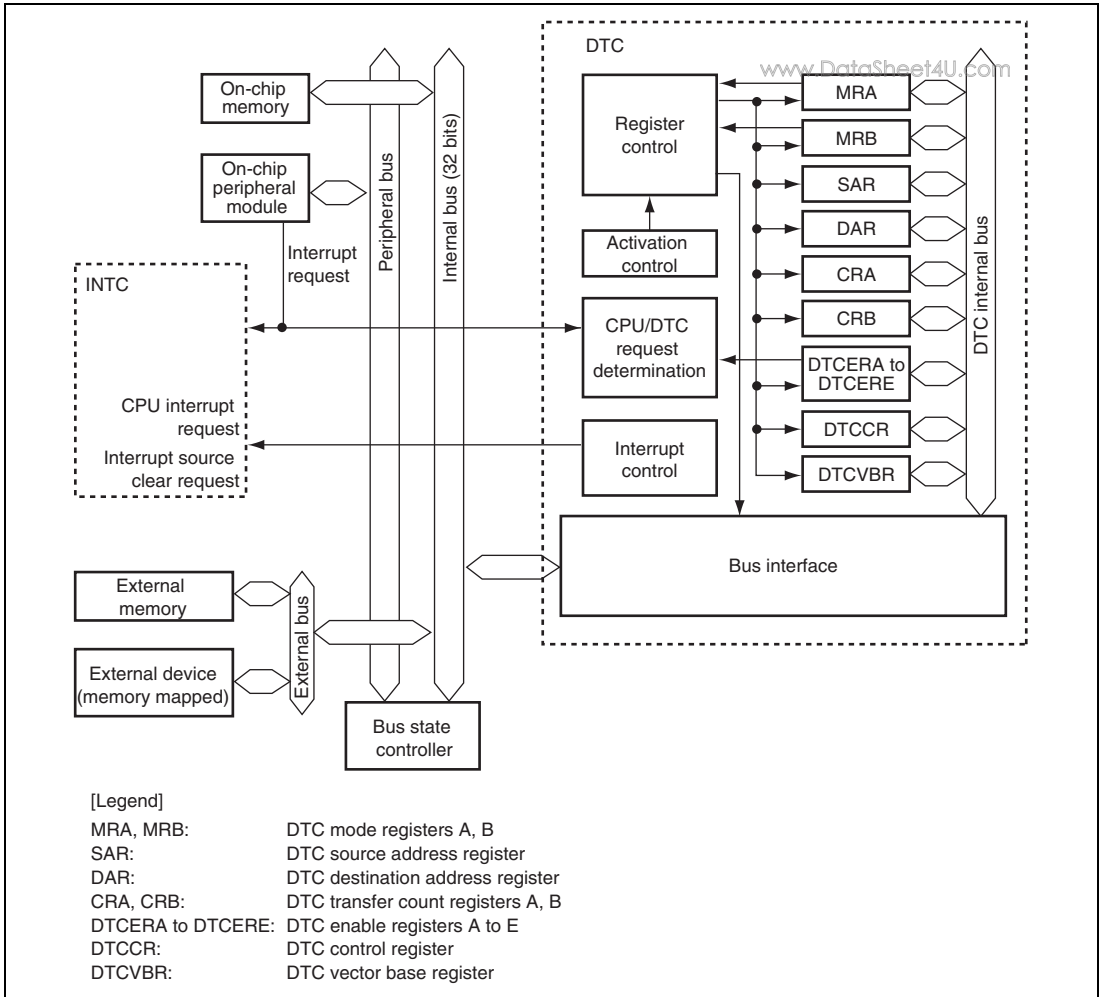 DTC
www.DataSheet4U.com
On-chip
memory
Register
control
MRA
MRB
On-chip
peripheral
module
SAR
Peripheral bus
Internal bus (32 bits)
DAR
Interrupt
request
Activation
control
CRA
DTC internal bus
INTC
CRB
CPU/DTC
request
determination
DTCERA to
DTCERE
CPU interrupt
request
Interrupt source
clear request
Interrupt
control
DTCCR
DTCVBR
Bus interface
External
memory
External bus
External device
(memory mapped)
Bus state
controller
[Legend]
MRA, MRB: DTC mode registers A, B
SAR: DTC source address register
DAR: DTC destination address register
CRA, CRB: DTC transfer count registers A, B
DTCERA to DTCERE: DTC enable registers A to E
DTCCR: DTC control register
DTCVBR: DTC vector base register